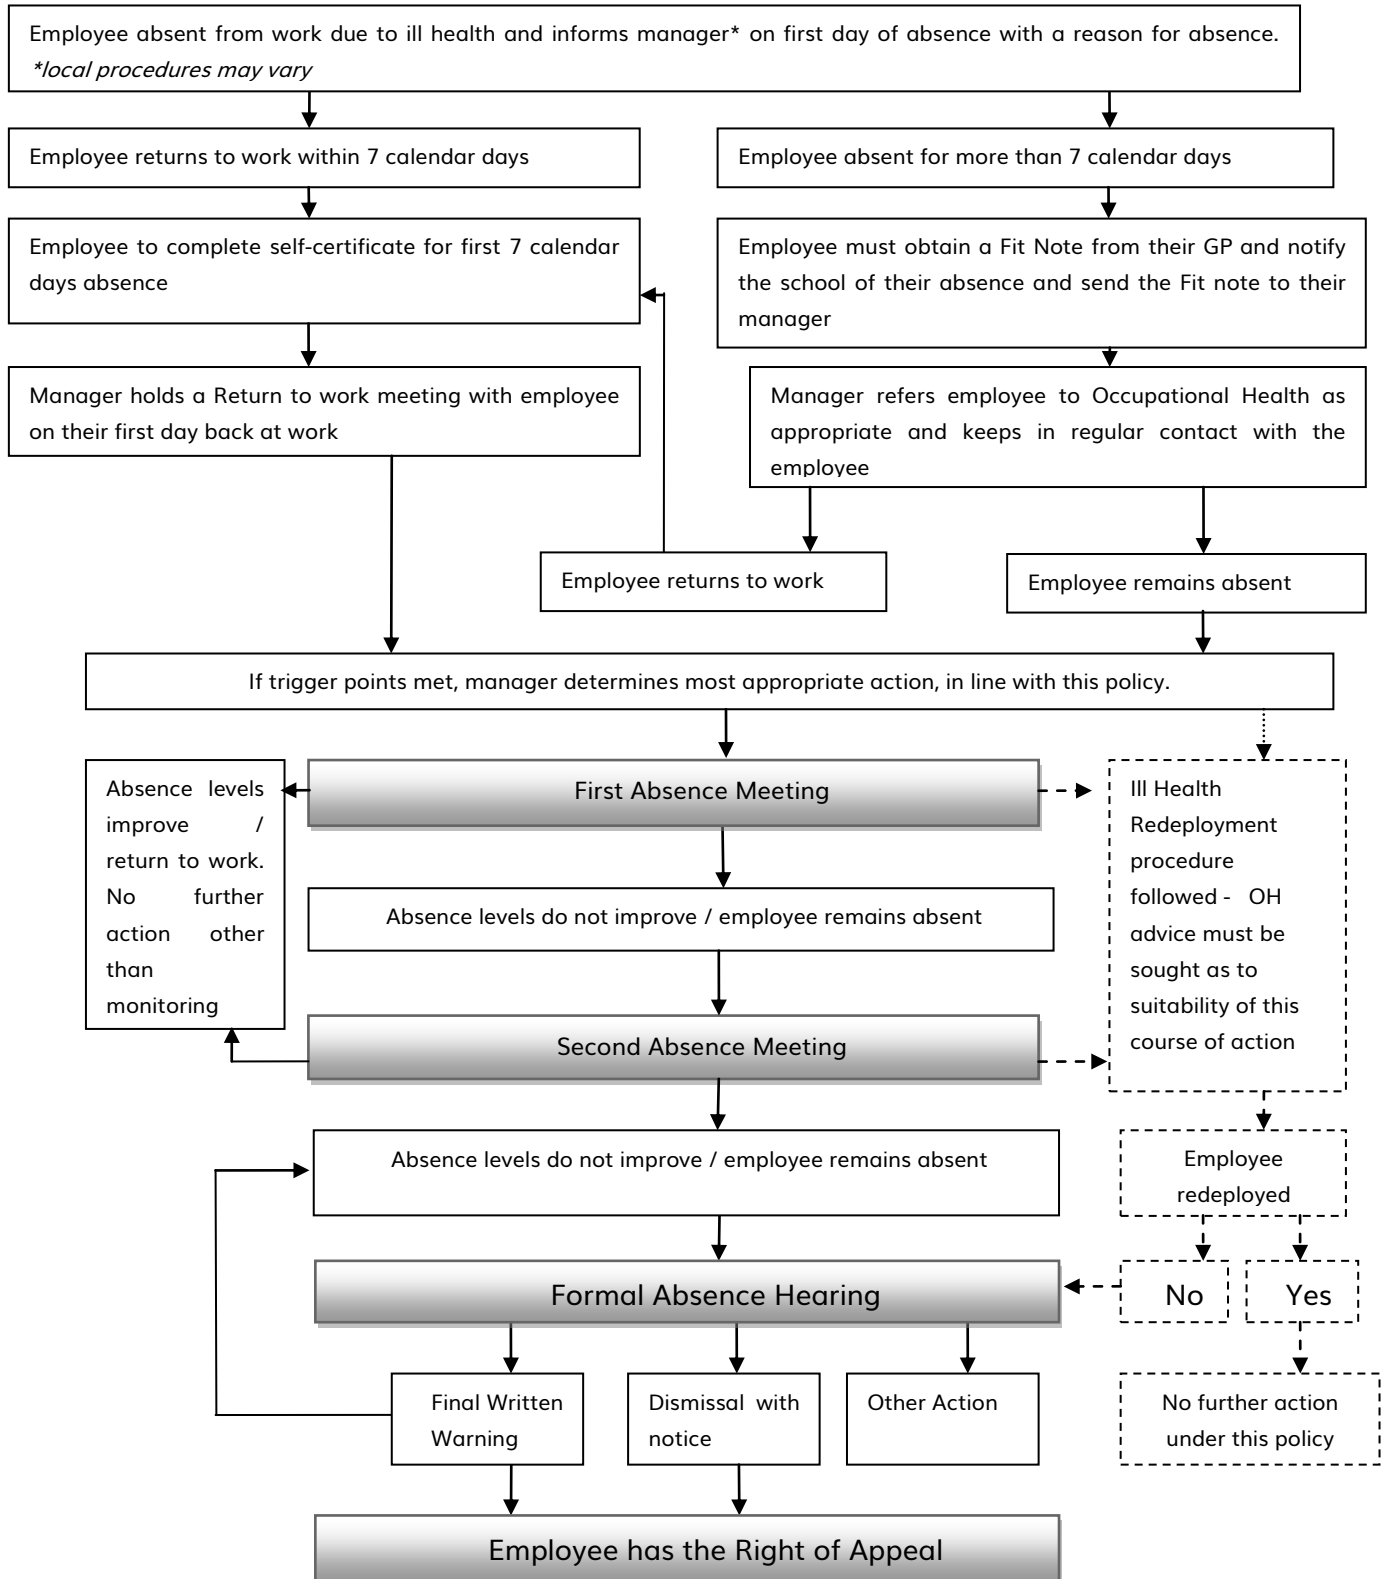 Employee absent from work due to ill health and informs manager* on first day of absence with a reason for absence.
*local procedures may vary
Employee returns to work within 7 calendar days
Employee absent for more than 7 calendar days
Employee to complete self-certificate for first 7 calendar
days absence
Employee must obtain a Fit Note from their GP and notify
the school of their absence and send the Fit note to their
manager
Manager holds a Return to work meeting with employee
on their first day back at work
Manager refers employee to Occupational Health as
appropriate and keeps in regular contact with the
employee
Employee returns to work
Employee remains absent
If trigger points met, manager determines most appropriate action, in line with this policy.
Absence levels
improve /
return to work.
No further
action other
than
monitoring
First Absence Meeting
Ill Health
Redeployment
procedure
followed - OH
advice must be
sought as to
suitability of this
course of action
Absence levels do not improve / employee remains absent
Second Absence Meeting
Absence levels do not improve / employee remains absent
Employee
redeployed
Formal Absence Hearing
No
Yes
Final Written
Warning
Dismissal with
notice
Other Action
No further action
under this policy
Employee has the Right of Appeal